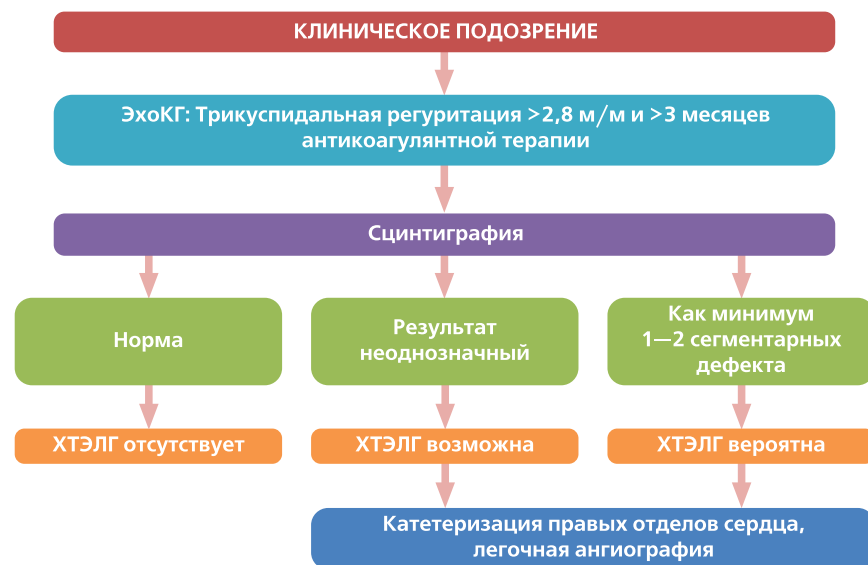 КЛИНИЧЕСКОЕ ПОДОЗРЕНИЕ
ЭхоКГ: Трикуспидальная регуритация >2,8 м/м и >3 месяцев
антикоагулянтной терапии
Сцинтиграфия
Норма
Результат
неоднозначный
Как минимум
1—2 сегментарных
дефекта
ХТЭЛГ отсутствует
ХТЭЛГ возможна
ХТЭЛГ вероятна
Катетеризация правых отделов сердца,
легочная ангиография